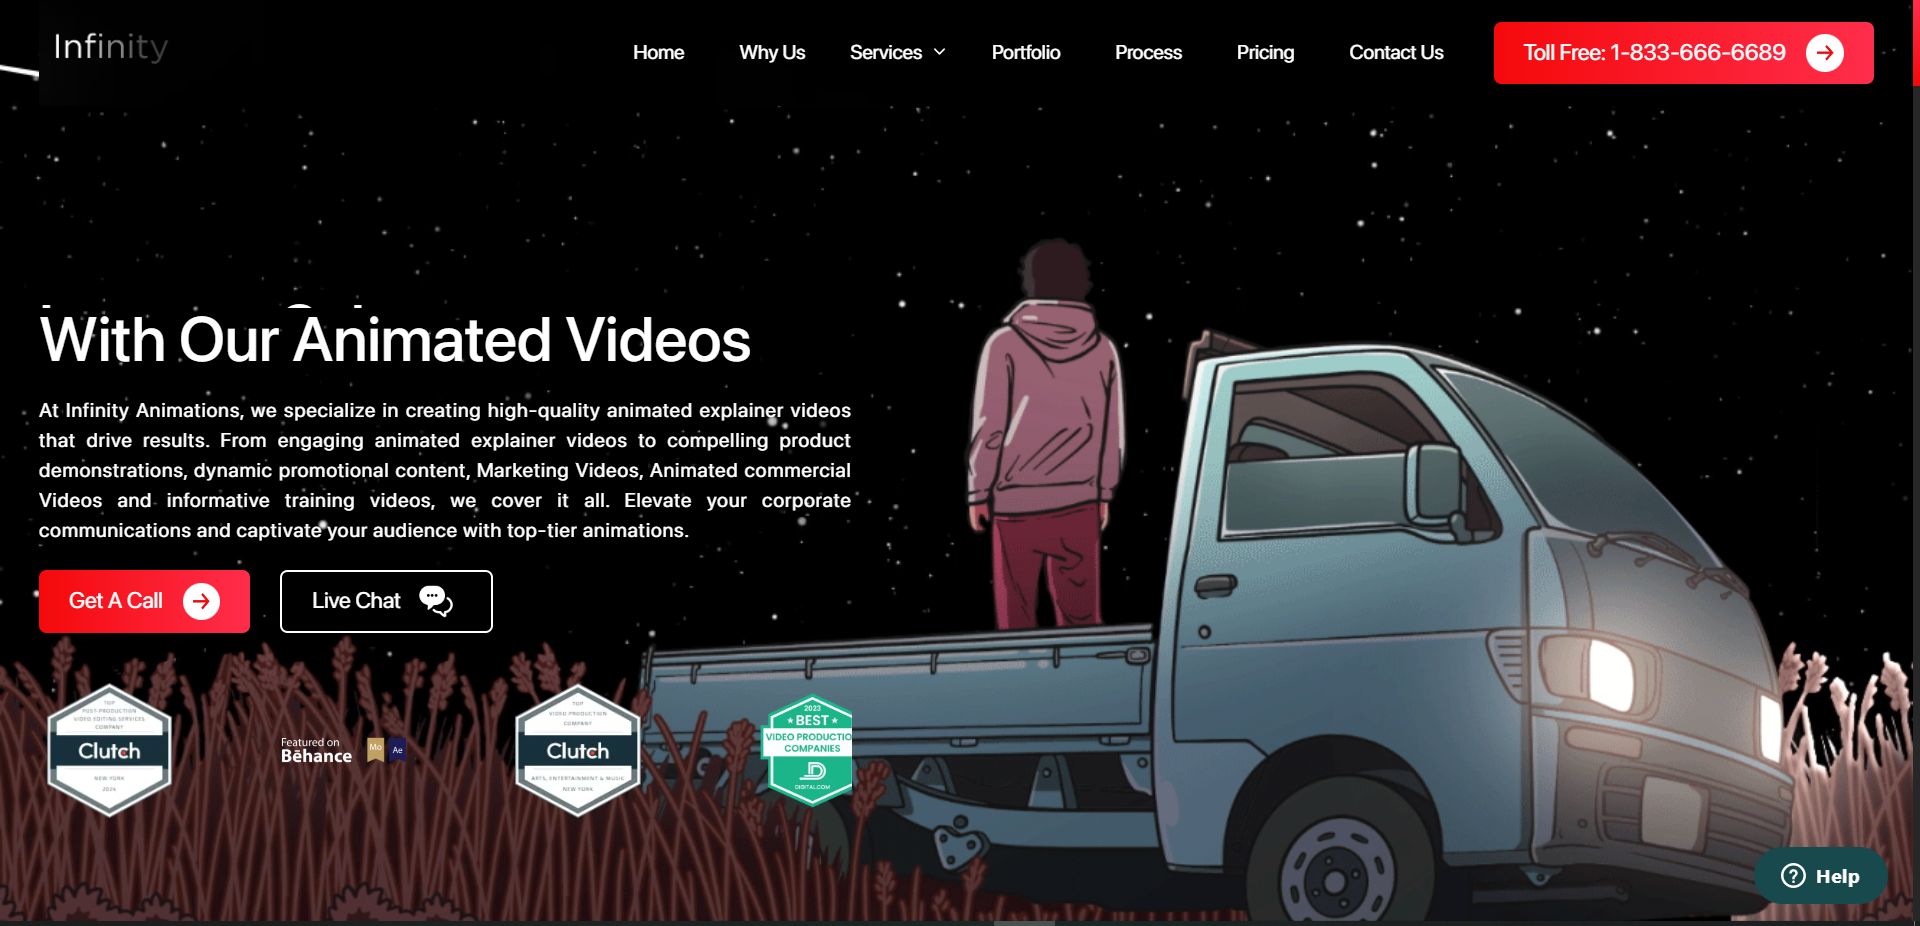 Infinity
Home
Why Us
Services
Portfolio
Process
Pricing
Contact Us
Toll Free: 1-833-666-6689
With Our Animated Videos
At Infinity Animations, we specialize in creating high-quality animated explainer videos
that drive results. From engaging animated explainer videos to compelling product
demonstrations, dynamic promotional content, Marketing Videos, Animated commercial
Videos and informative training videos, we cover it all. Elevate your corporate
communications and captivate your audience with top-tier animations.
Get A Call
Live Chat
TOP
POST-PRODUCTION
VIDEO EDITING SERVICES
COMPANY
Clutch
NEW YORK
2024
Featured on
Bēhance
Mo
Ae
TOP
VIDEO PRODUCTION
COMPANY
Clutch
ARTS, ENTERTAINMENT & MUSIC
NEW YORK
2023
BEST
VIDEO PRODUCTIO
COMPANIES
DIGITAL.COM
Help